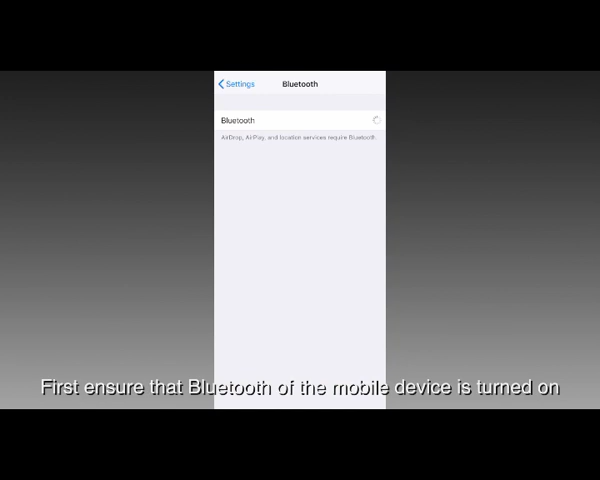 Settings
Bluetooth
Bluetooth
AirDrop, AirPlay, and location services require Bluetooth.
First ensure that Bluetooth of the mobile device is turned on